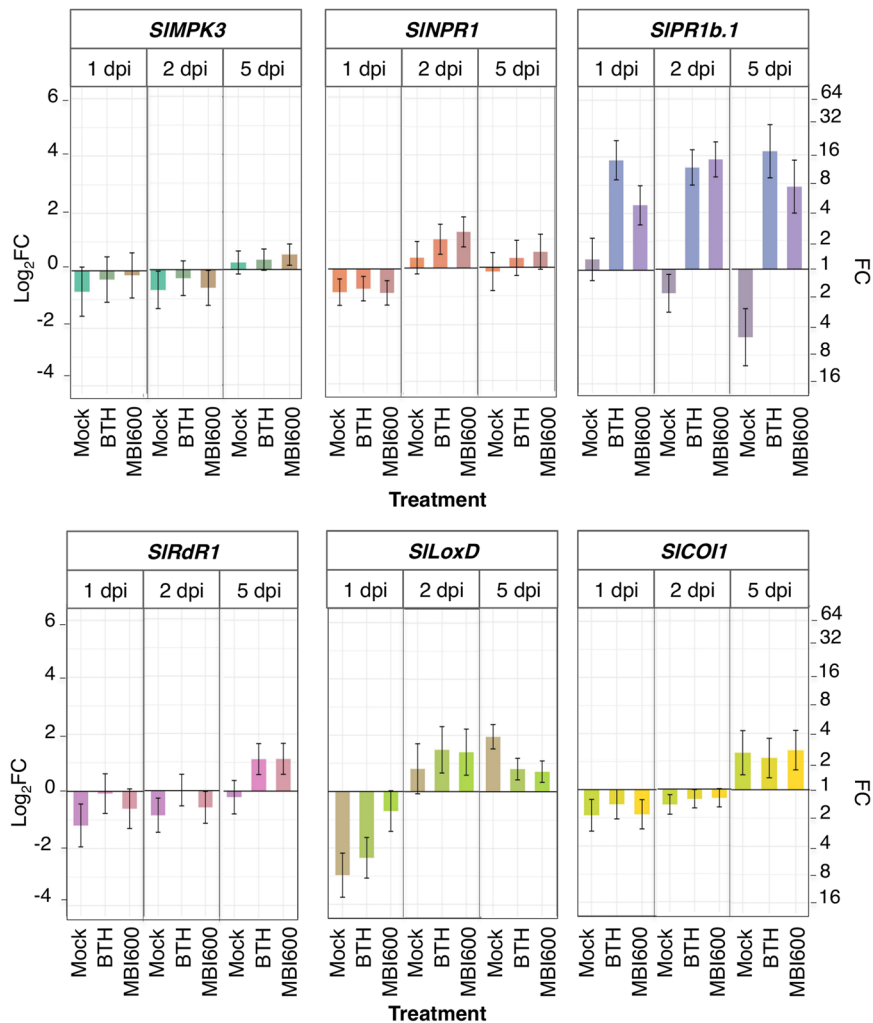 SlMPK3 SlNPR1 SlPR1b.1
1 dpi 2 dpi 5 dpi 1 dpi 2 dpi 5 dpi 1 dpi 2 dpi 5 dpi
6 4 2 0 -2 -4
Log2FC
64 32 16 8 4 2 1 2 4 8 16
FC
Mock BTH MBI600 Mock BTH MBI600 Mock BTH MBI600 Mock BTH MBI600 Mock BTH MBI600 Mock BTH MBI600 Mock BTH MBI600 Mock BTH MBI600 Mock BTH MBI600
Treatment
SlRdR1 SlLoxD SlCOI1
1 dpi 2 dpi 5 dpi 1 dpi 2 dpi 5 dpi 1 dpi 2 dpi 5 dpi
6 4 2 0 -2 -4
Log2FC
64 32 16 8 4 2 1 2 4 8 16
FC
Mock BTH MBI600 Mock BTH MBI600 Mock BTH MBI600 Mock BTH MBI600 Mock BTH MBI600 Mock BTH MBI600 Mock BTH MBI600 Mock BTH MBI600 Mock BTH MBI600
Treatment